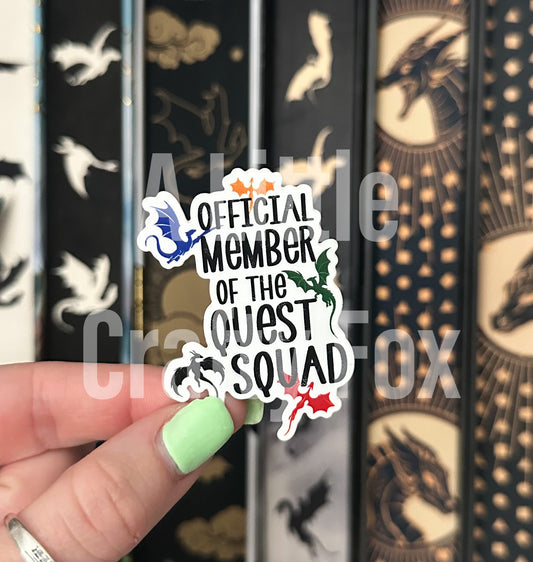 OFFICIAL
MEMBER
OF THE
QUEST
SQUAD
A Little
Crafty Fox